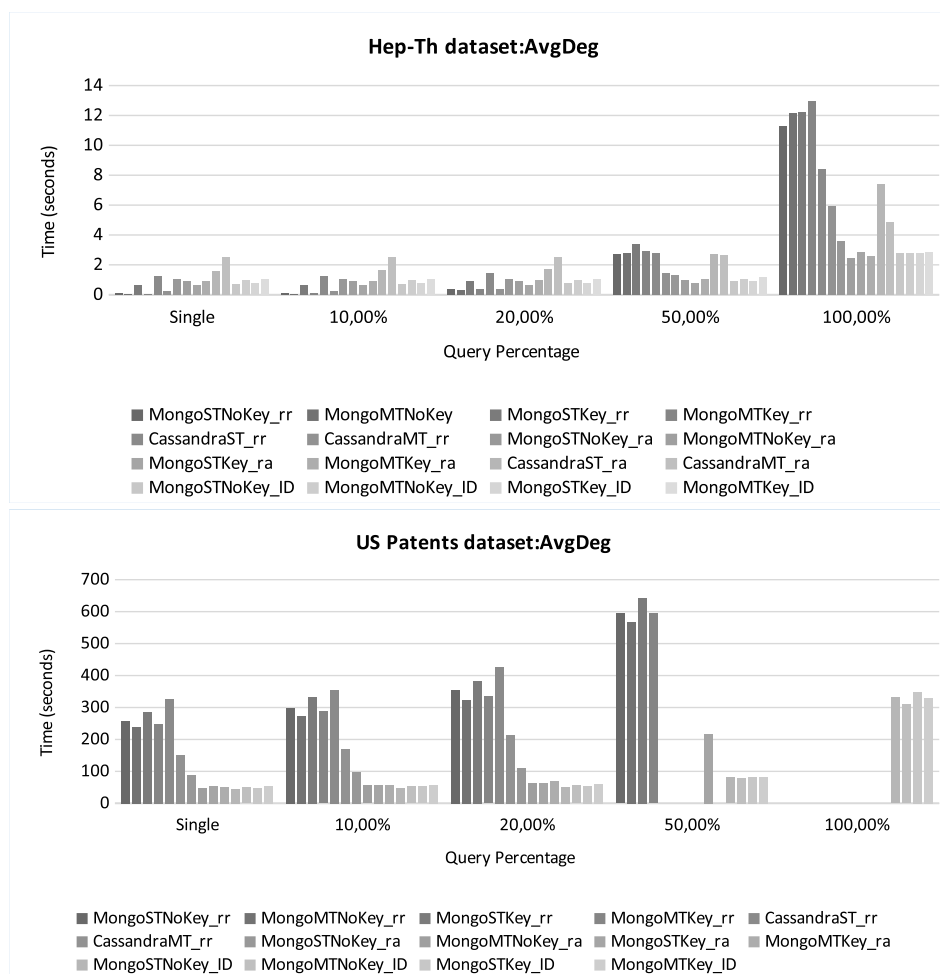 Hep-Th dataset:AvgDeg
14
12
10
8
6
4
2
0
Time (seconds)
Single 10,00% 20,00% 50,00% 100,00%
Query Percentage
MongoSTNoKey_rr MongoMTNoKey MongoSTKey_rr MongoMTKey_rr
CassandraST_rr CassandraMT_rr MongoSTNoKey_ra MongoMTNoKey_ra
MongoSTKey_ra MongoMTKey_ra CassandraST_ra CassandraMT_ra
MongoSTNoKey_ID MongoMTNoKey_ID MongoSTKey_ID MongoMTKey_ID
US Patents dataset:AvgDeg
700
600
500
400
300
200
100
0
Time (seconds)
Single 10,00% 20,00% 50,00% 100,00%
Query Percentage
MongoSTNoKey_rr MongoMTNoKey_rr MongoSTKey_rr MongoMTKey_rr CassandraST_rr
CassandraMT_rr MongoSTNoKey_ra MongoMTNoKey_ra MongoSTKey_ra MongoMTKey_ra
MongoSTNoKey_ID MongoMTNoKey_ID MongoSTKey_ID MongoMTKey_ID